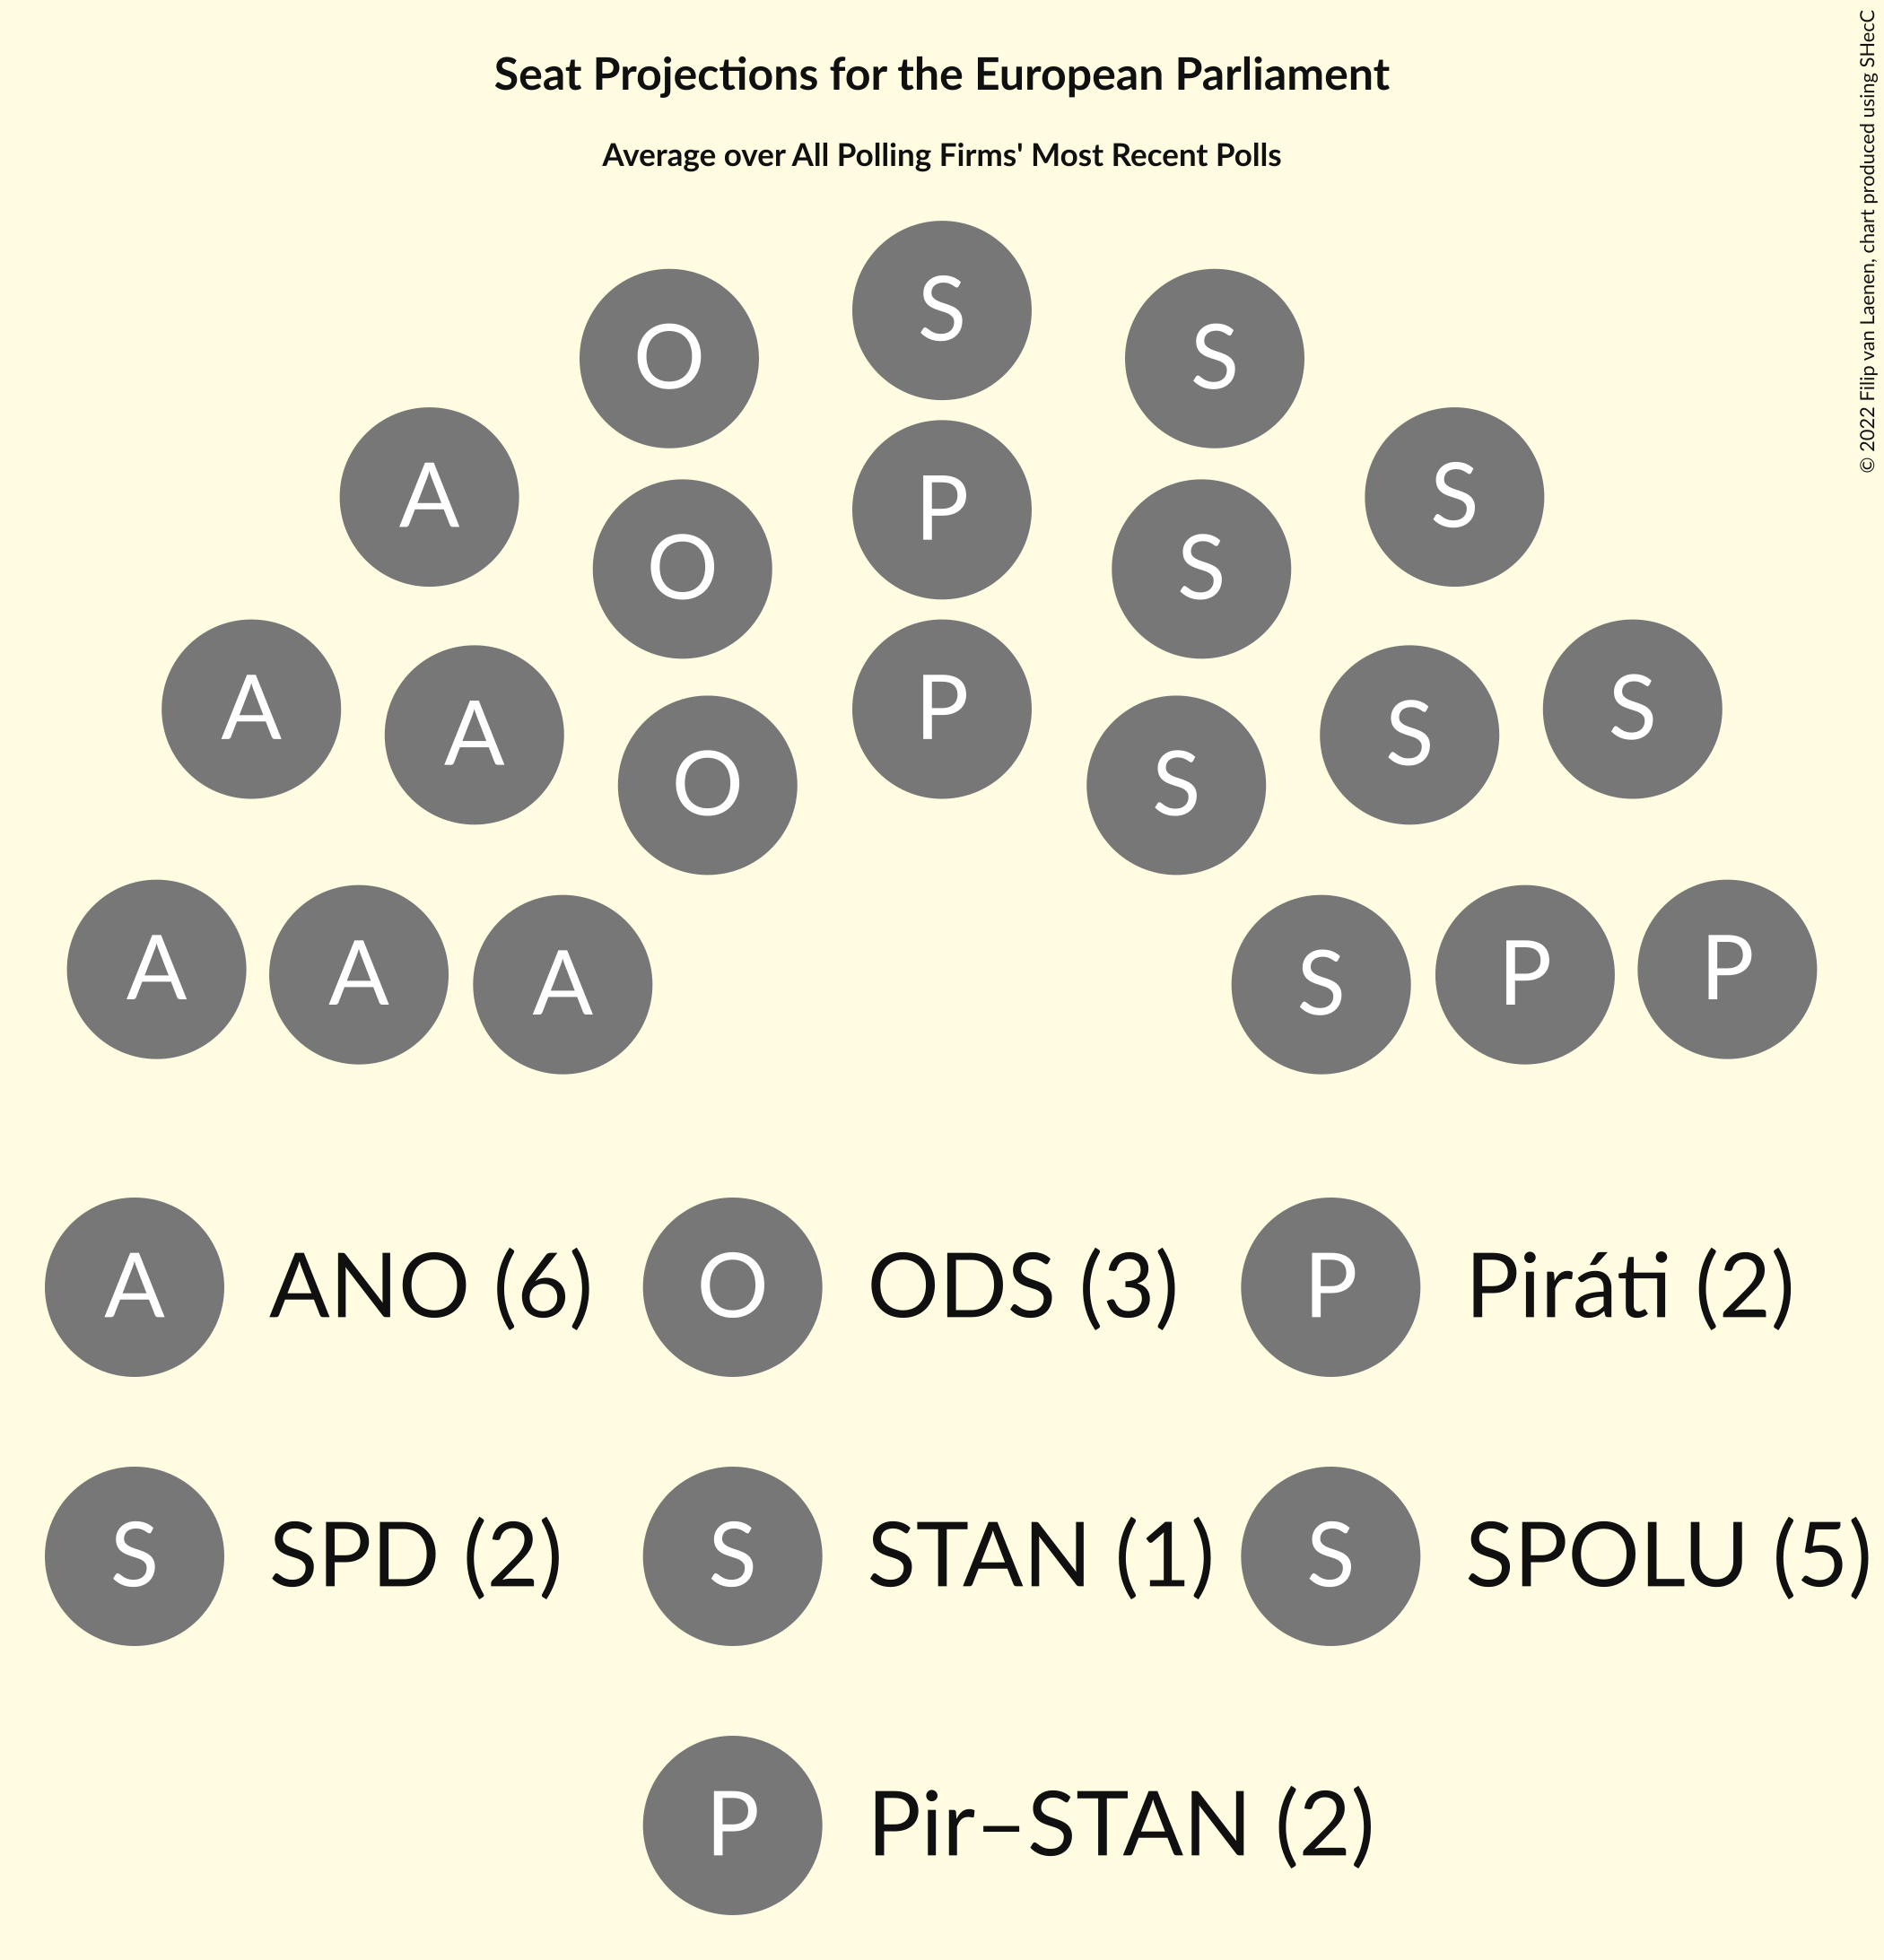 Seat Projections for the European Parliament
Average over All Polling Firms' Most Recent Polls
© 2022 Filip van Laenen, chart produced using SHecC
S
O S
A S
P
O S
A S
A S
P
O S
A P
A P
A S
A ANO (6) O ODS (3) P Piráti (2)
S SPD (2) S STAN (1) S SPOLU (5)
P Pir–STAN (2)